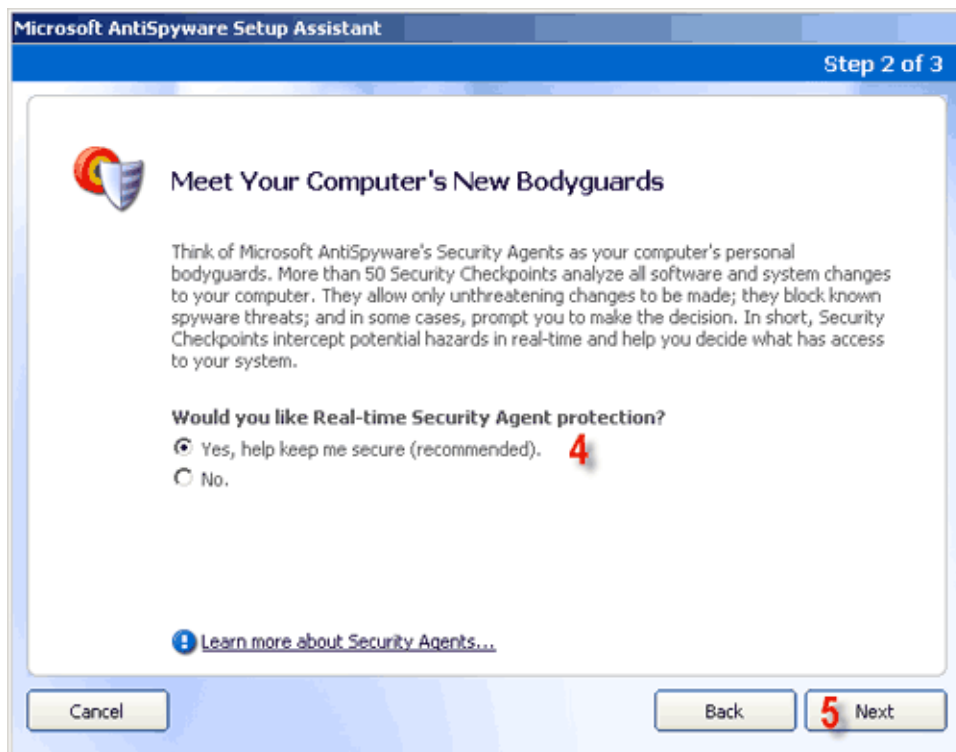 Microsoft AntiSpyware Setup Assistant
Step 2 of 3
Meet Your Computer's New Bodyguards
Think of Microsoft AntiSpyware's Security Agents as your computer's personal
bodyguards. More than 50 Security Checkpoints analyze all software and system changes
to your computer. They allow only unthreatening changes to be made; they block known
spyware threats; and in some cases, prompt you to make the decision. In short, Security
Checkpoints intercept potential hazards in real-time and help you decide what has access
to your system.
Would you like Real-time Security Agent protection?
Yes, help keep me secure (recommended). 4
No.
Learn more about Security Agents...
Cancel
Back
5 Next